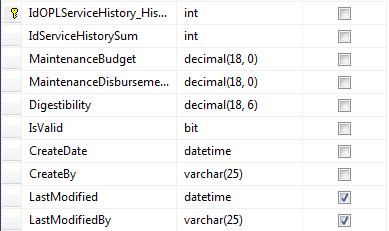 IdOPLServiceHistory_His... int
IdServiceHistorySum int
MaintenanceBudget decimal(18, 0)
MaintenanceDisburseme... decimal(18, 0)
Digestibility decimal(18, 6)
IsValid bit
CreateDate datetime
CreateBy varchar(25)
LastModified datetime
LastModifiedBy varchar(25)